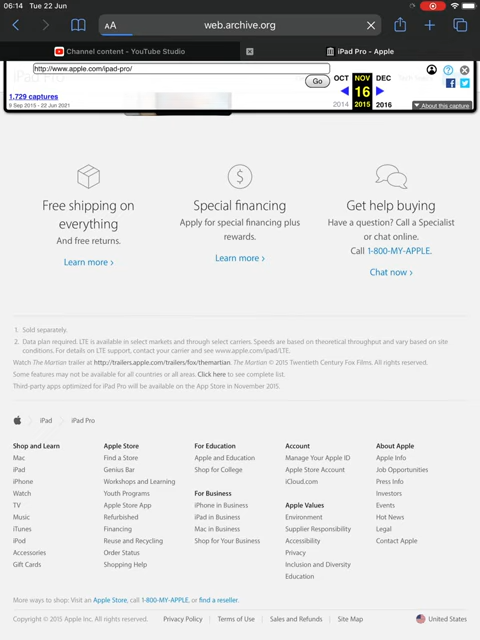 06:14 Tue 22 Jun
AA web.archive.org
Channel content - YouTube Studio
iPad Pro - Apple
http://www.apple.com/ipad-pro/
Go
OCT NOV DEC
16
2014 2015 2016
1,729 captures
9 Sep 2015 - 22 Jun 2021
About this capture
iPad Pro
Free shipping on
everything
And free returns.
Learn more ›
Special financing
Apply for special financing plus
rewards.
Learn more ›
Get help buying
Have a question? Call a Specialist
or chat online.
Call 1-800-MY-APPLE.
Chat now ›
1. Sold separately.
2. Data plan required. LTE is available in select markets and through select carriers. Speeds are based on theoretical throughput and vary based on site
conditions. For details on LTE support, contact your carrier and see www.apple.com/ipad/LTE.
Watch The Martian trailer at http://trailers.apple.com/trailers/fox/themartian. The Martian © 2015 Twentieth Century Fox Films. All rights reserved.
Some features may not be available for all countries or all areas. Click here to see complete list.
Third-party apps optimized for iPad Pro will be available on the App Store in November 2015.
iPad
iPad Pro
Shop and Learn
Mac
iPad
iPhone
Watch
TV
Music
iTunes
iPod
Accessories
Gift Cards
Apple Store
Find a Store
Genius Bar
Workshops and Learning
Youth Programs
Apple Store App
Refurbished
Financing
Reuse and Recycling
Order Status
Shopping Help
For Education
Apple and Education
Shop for College
For Business
iPhone in Business
iPad in Business
Mac in Business
Shop for Your Business
Account
Manage Your Apple ID
Apple Store Account
iCloud.com
Apple Values
Environment
Supplier Responsibility
Accessibility
Privacy
Inclusion and Diversity
Education
About Apple
Apple Info
Job Opportunities
Press Info
Investors
Events
Hot News
Legal
Contact Apple
More ways to shop: Visit an Apple Store, call 1-800-MY-APPLE, or find a reseller.
Copyright © 2015 Apple Inc. All rights reserved.
Privacy Policy
Terms of Use
Sales and Refunds
Site Map
United States